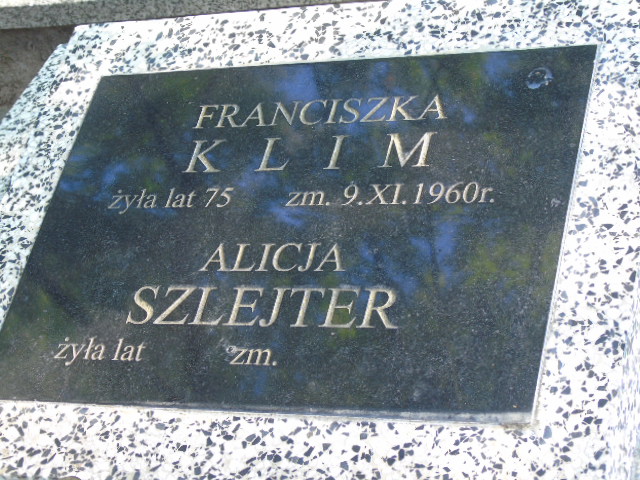 FRANCISZKA
KLIM
żyła lat 75 zm. 9.XI.1960r.
ALICJA
SZLEJTER
żyła lat zm.